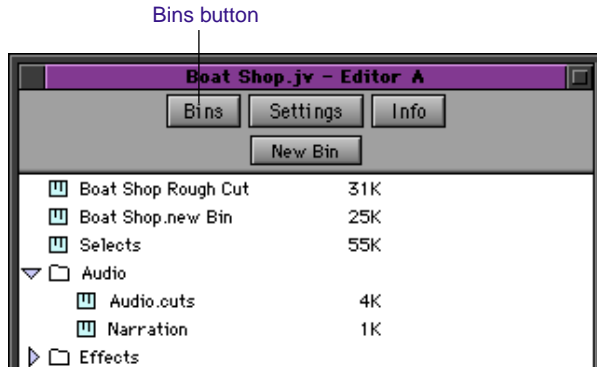 Bins button
Boat Shop.jv - Editor A
Bins Settings Info
New Bin
Boat Shop Rough Cut 31K
Boat Shop.new Bin 25K
Selects 55K
Audio
Audio.cuts 4K
Narration 1K
Effects